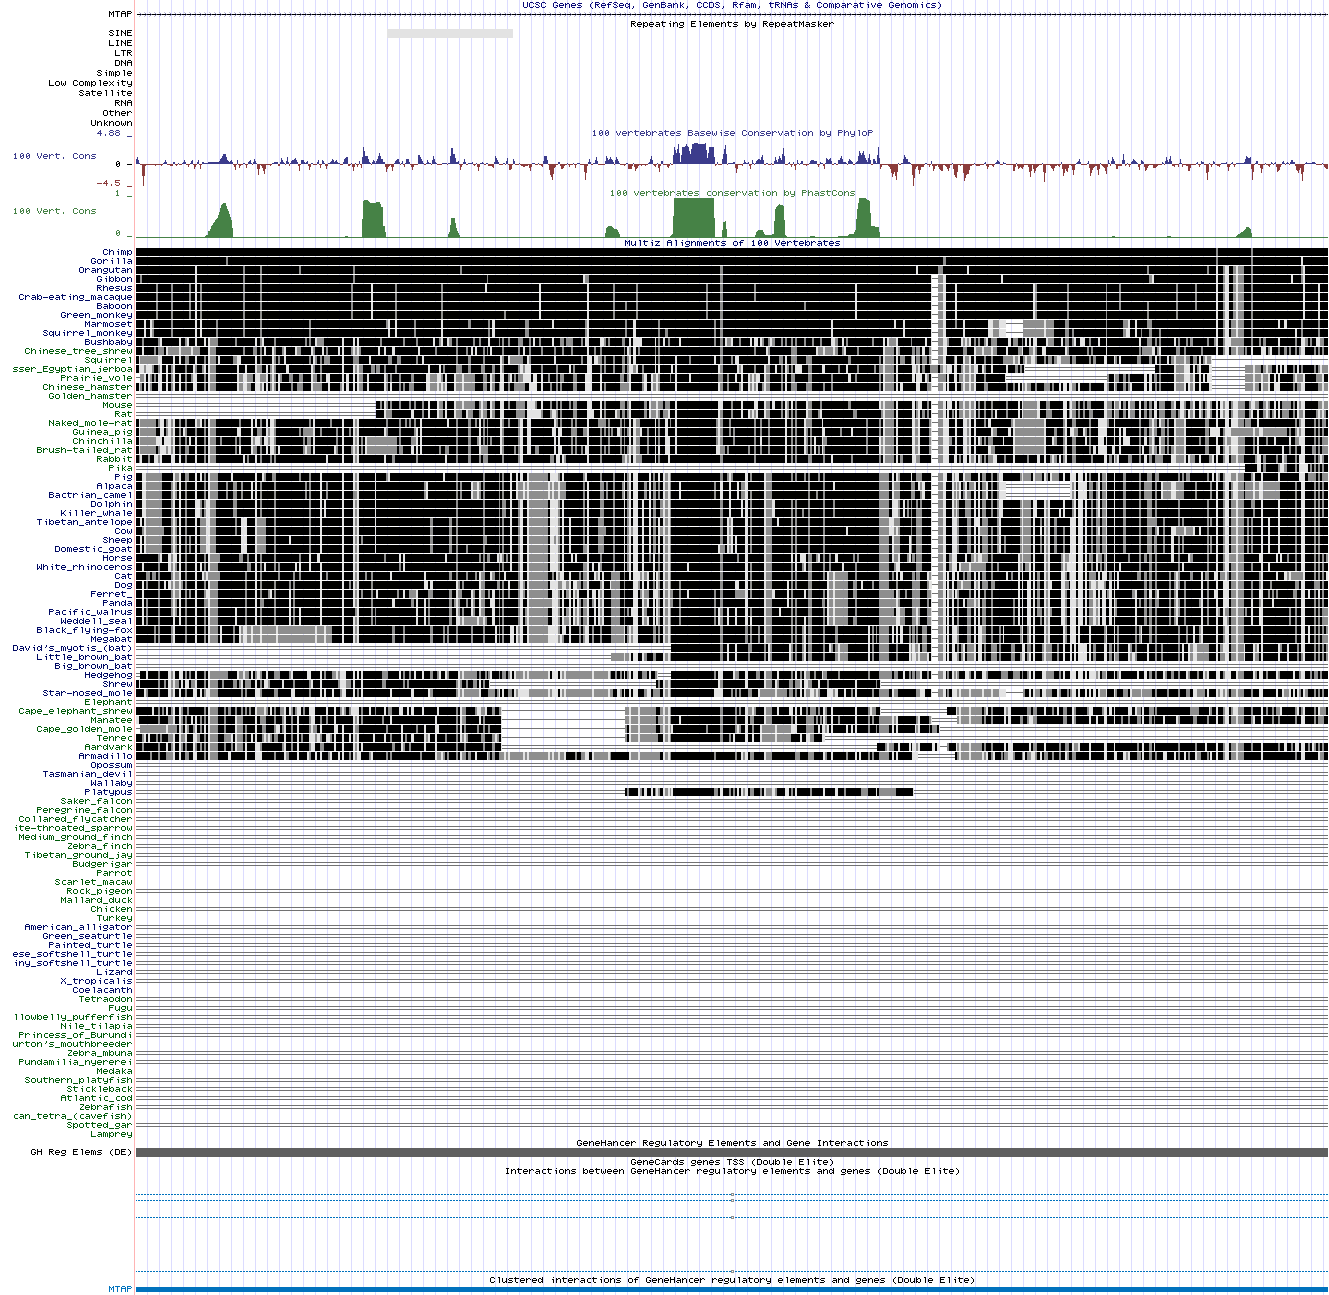 UCSC Genes (RefSeq, GenBank, CCDS, Rfam, tRNAs & Comparative Genomics)
MTAP
Repeating Elements by RepeatMasker
SINE
LINE
LTR
DNA
Simple
Low Complexity
Satellite
RNA
Other
Unknown
4.88 _
100 vertebrates Basewise Conservation by PhyloP
100 Vert. Cons
0 -
-4.5 _
1 _
100 vertebrates conservation by PhastCons
100 Vert. Cons
0 _
Multiz Alignments of 100 Vertebrates
Chimp
Gorilla
Orangutan
Gibbon
Rhesus
Crab-eating_macaque
Baboon
Green_monkey
Marmoset
Squirrel_monkey
Bushbaby
Chinese_tree_shrew
Squirrel
sser_Egyptian_jerboa
Prairie_vole
Chinese_hamster
Golden_hamster
Mouse
Rat
Naked_mole-rat
Guinea_pig
Chinchilla
Brush-tailed_rat
Rabbit
Pika
Pig
Alpaca
Bactrian_camel
Dolphin
Killer_whale
Tibetan_antelope
Cow
Sheep
Domestic_goat
Horse
White_rhinoceros
Cat
Dog
Ferret_
Panda
Pacific_walrus
Weddell_seal
Black_flying-fox
Megabat
David's_myotis_(bat)
Little_brown_bat
Big_brown_bat
Hedgehog
Shrew
Star-nosed_mole
Elephant
Cape_elephant_shrew
Manatee
Cape_golden_mole
Tenrec
Aardvark
Armadillo
Opossum
Tasmanian_devil
Wallaby
Platypus
Saker_falcon
Peregrine_falcon
Collared_flycatcher
ite-throated_sparrow
Medium_ground_finch
Zebra_finch
Tibetan_ground_jay
Budgerigar
Parrot
Scarlet_macaw
Rock_pigeon
Mallard_duck
Chicken
Turkey
American_alligator
Green_seaturtle
Painted_turtle
ese_softshell_turtle
iny_softshell_turtle
Lizard
X_tropicalis
Coelacanth
Tetraodon
Fugu
llowbelly_pufferfish
Nile_tilapia
Princess_of_Burundi
urton's_mouthbreeder
Zebra_mbuna
Pundamilia_nyererei
Medaka
Southern_platyfish
Stickleback
Atlantic_cod
Zebrafish
can_tetra_(cavefish)
Spotted_gar
Lamprey
GeneHancer Regulatory Elements and Gene Interactions
GH Reg Elems (DE)
GeneCards genes TSS (Double Elite)
Interactions between GeneHancer regulatory elements and genes (Double Elite)
Clustered interactions of GeneHancer regulatory elements and genes (Double Elite)
MTAP